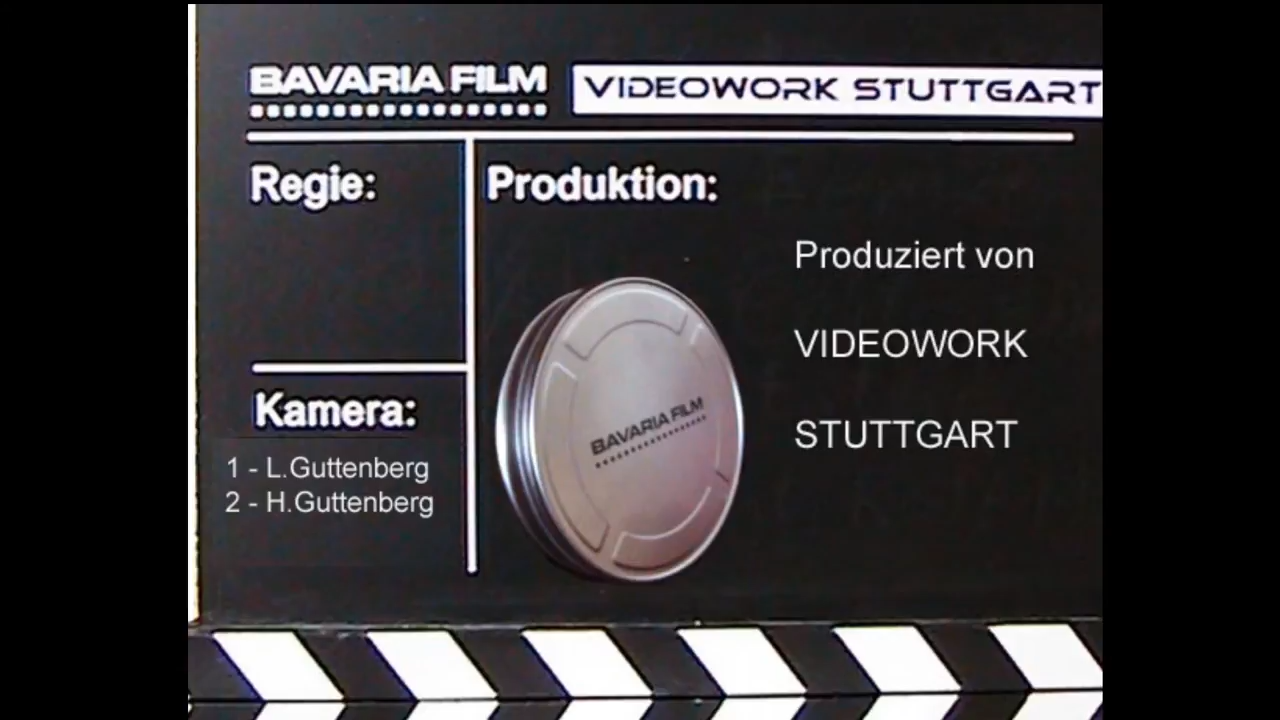 BAVARIA FILM
VIDEOWORK STUTTGART
Regie:
Produktion:
Produziert von
VIDEOWORK
STUTTGART
BAVARIA FILM
Kamera:
1 - L.Guttenberg
2 - H.Guttenberg